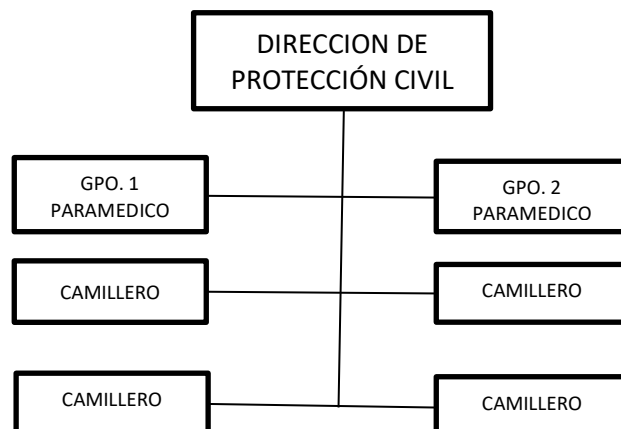 DIRECCION DE
PROTECCIÓN CIVIL
GPO. 1
PARAMEDICO
GPO. 2
PARAMEDICO
CAMILLERO
CAMILLERO
CAMILLERO
CAMILLERO